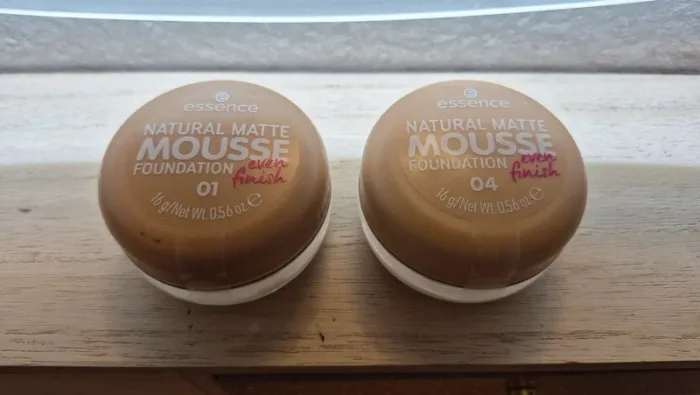 essence
NATURAL MATTE
MOUSSE
FOUNDATION
even
finish
01
16 g/Net Wt. 0.56 oz ℮
essence
NATURAL MATTE
MOUSSE
FOUNDATION
even
finish
04
16 g/Net Wt. 0.56 oz ℮